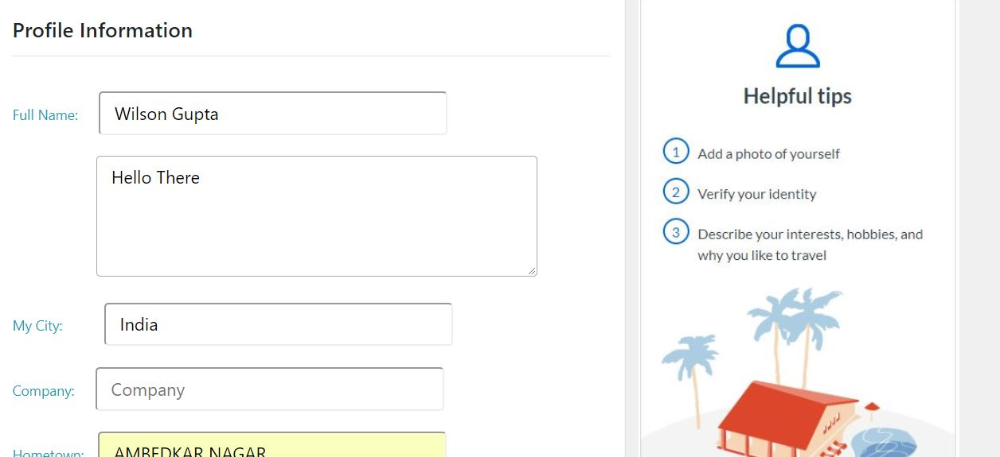 Profile Information
Full Name:
Wilson Gupta
Hello There
My City:
India
Company:
Company
Hometown:
AMBEDKAR NAGAR
Helpful tips
1 Add a photo of yourself
2 Verify your identity
3 Describe your interests, hobbies, and
why you like to travel